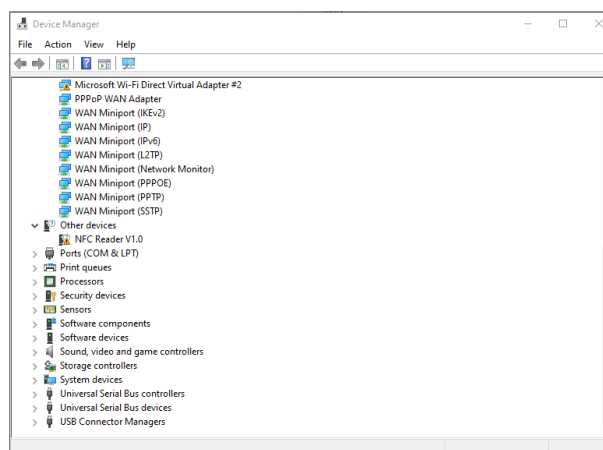 Device Manager
File Action View Help
Microsoft Wi-Fi Direct Virtual Adapter #2
PPPoP WAN Adapter
WAN Miniport (IKEv2)
WAN Miniport (IP)
WAN Miniport (IPv6)
WAN Miniport (L2TP)
WAN Miniport (Network Monitor)
WAN Miniport (PPPOE)
WAN Miniport (PPTP)
WAN Miniport (SSTP)
Other devices
NFC Reader V1.0
Ports (COM & LPT)
Print queues
Processors
Security devices
Sensors
Software components
Software devices
Sound, video and game controllers
Storage controllers
System devices
Universal Serial Bus controllers
Universal Serial Bus devices
USB Connector Managers